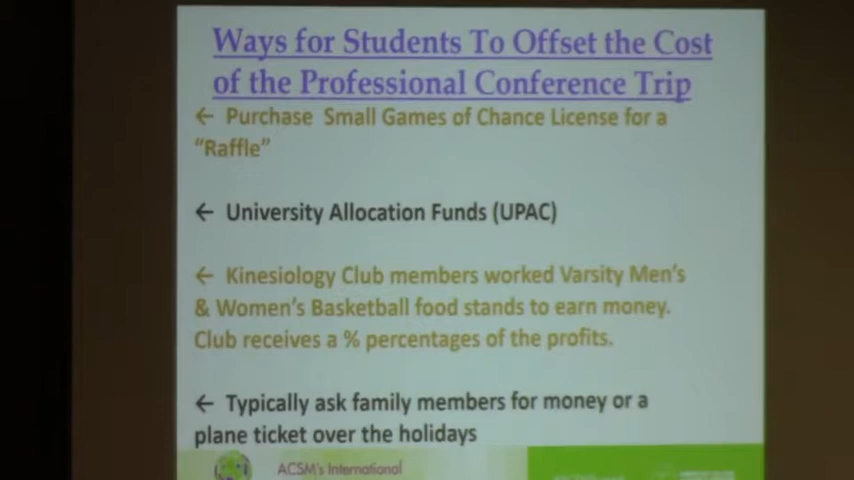 Ways for Students To Offset the Cost
of the Professional Conference Trip
← Purchase Small Games of Chance License for a
“Raffle”
← University Allocation Funds (UPAC)
← Kinesiology Club members worked Varsity Men’s
& Women’s Basketball food stands to earn money.
Club receives a % percentages of the profits.
← Typically ask family members for money or a
plane ticket over the holidays
ACSM's International